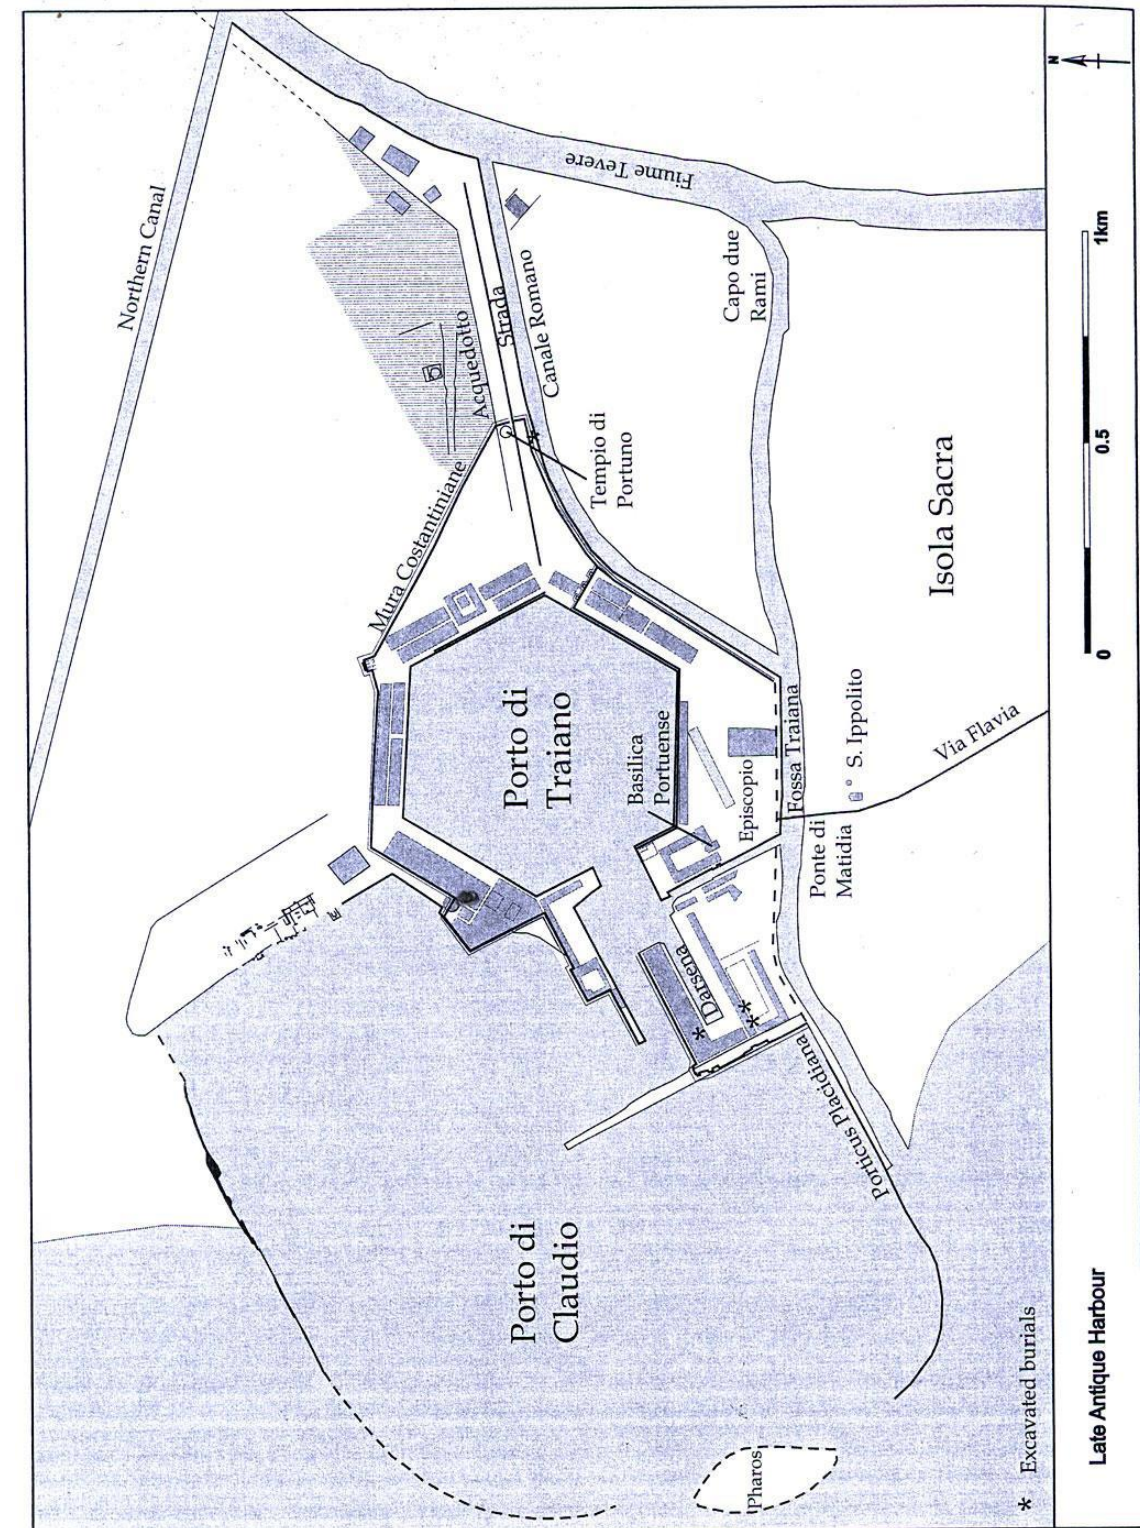 Northern Canal
Fiume Tevere
Capo due
Rami
Strada
Canale Romano
Acquedotto
Mura Costantiniane
Tempio di
Portuno
Isola Sacra
Porto di
Traiano
Basilica
Portuense
Episcopio
Fossa Traiana
S. Ippolito
Via Flavia
Ponte di
Matidia
Darsena
Porticus Placidiana
Porto di
Claudio
Pharos
* Excavated burials
N
0
0.5
1km
Late Antique Harbour